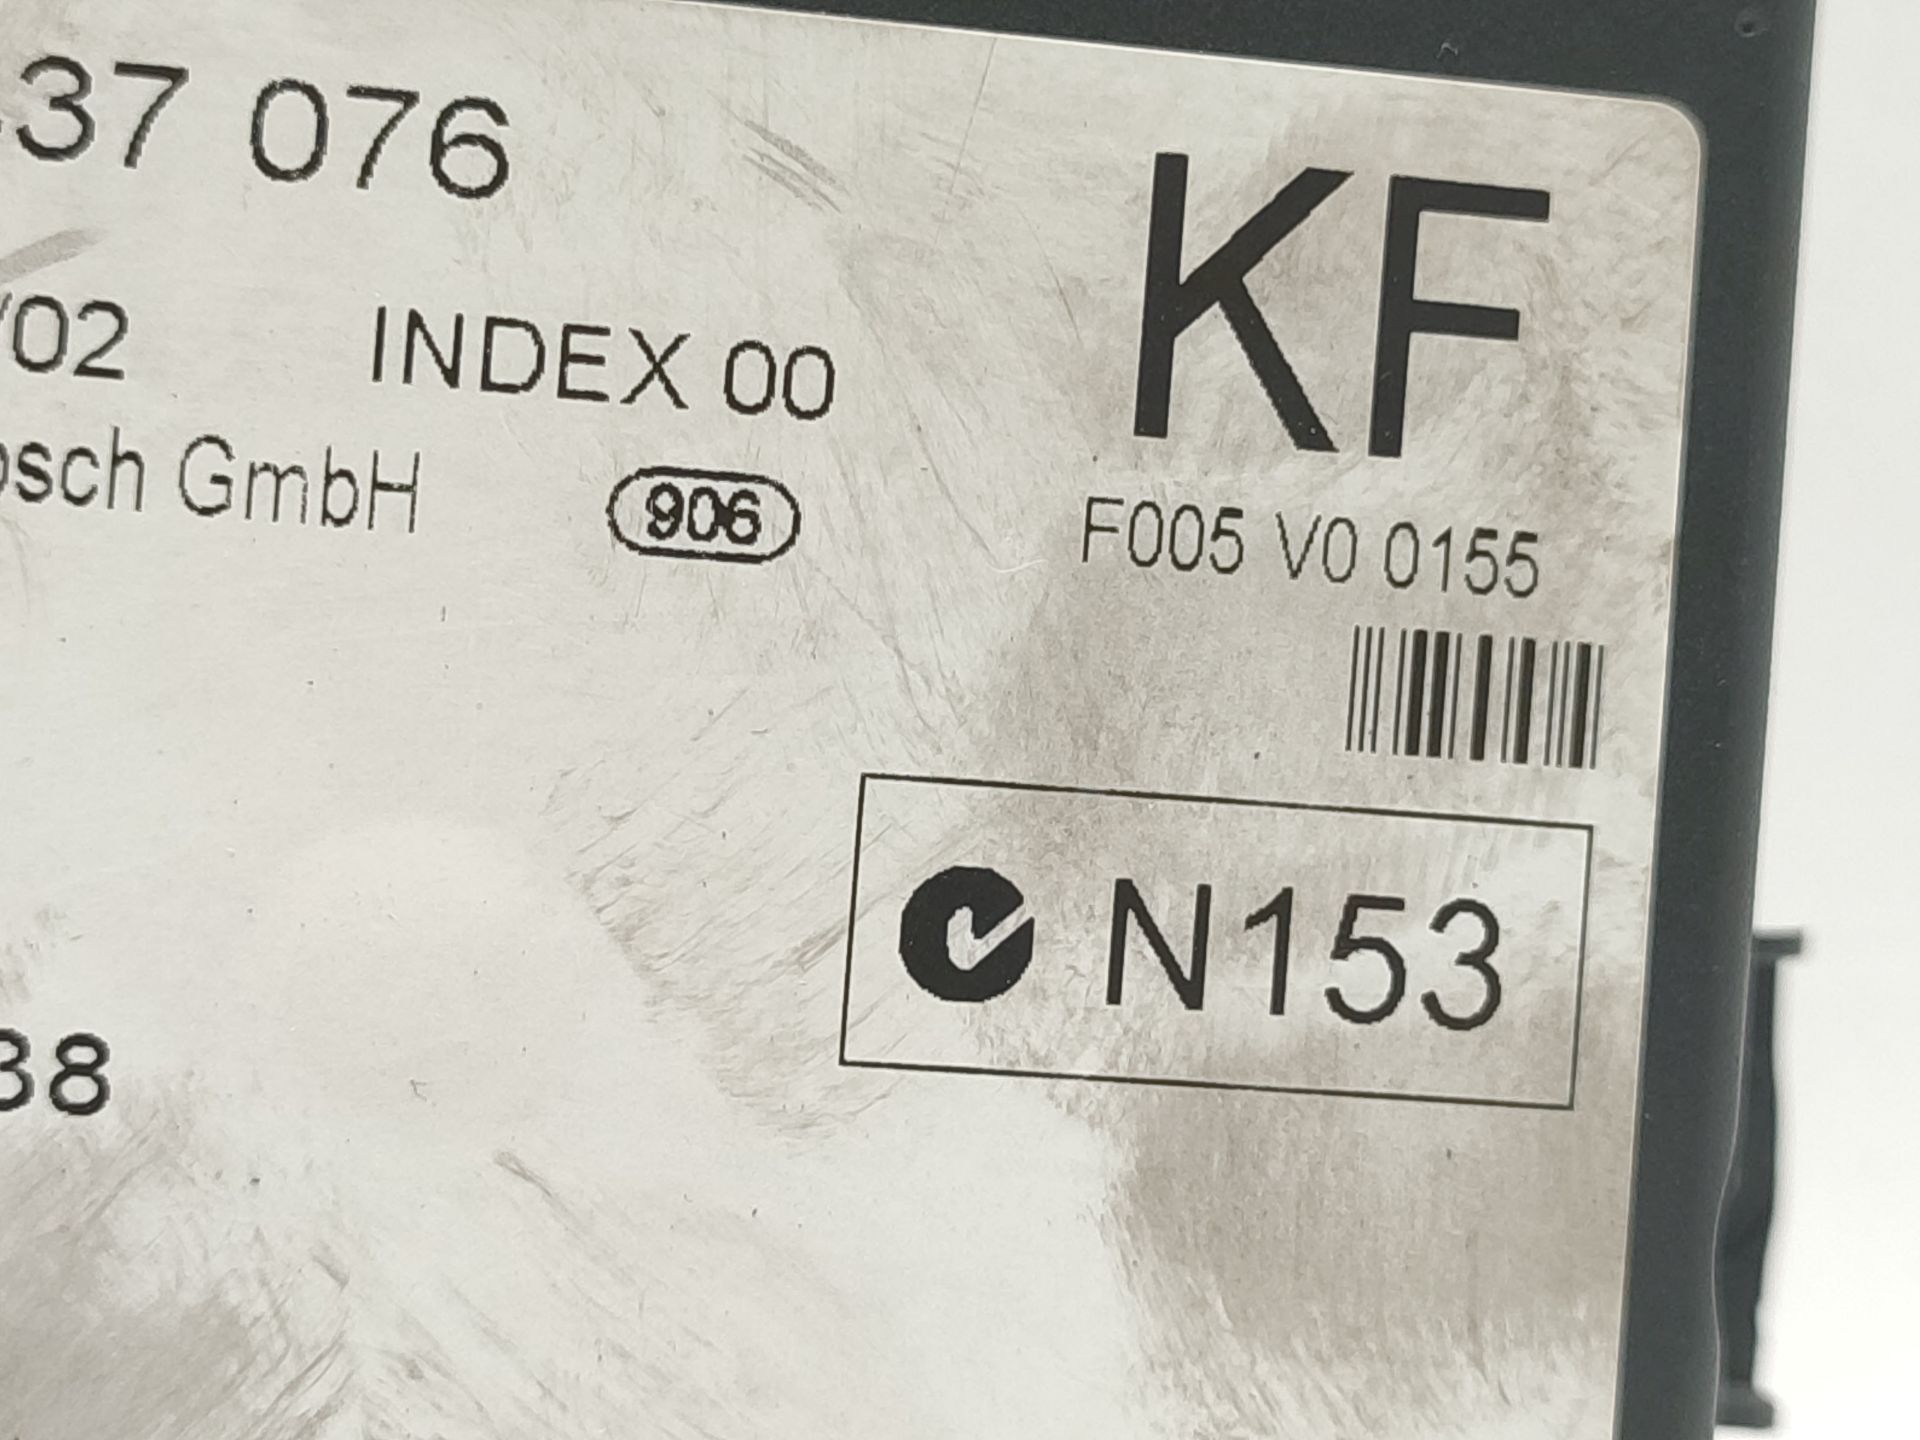 37 076
KF
/02 INDEX 00
osch GmbH 906
F005 V0 0155
N153
38